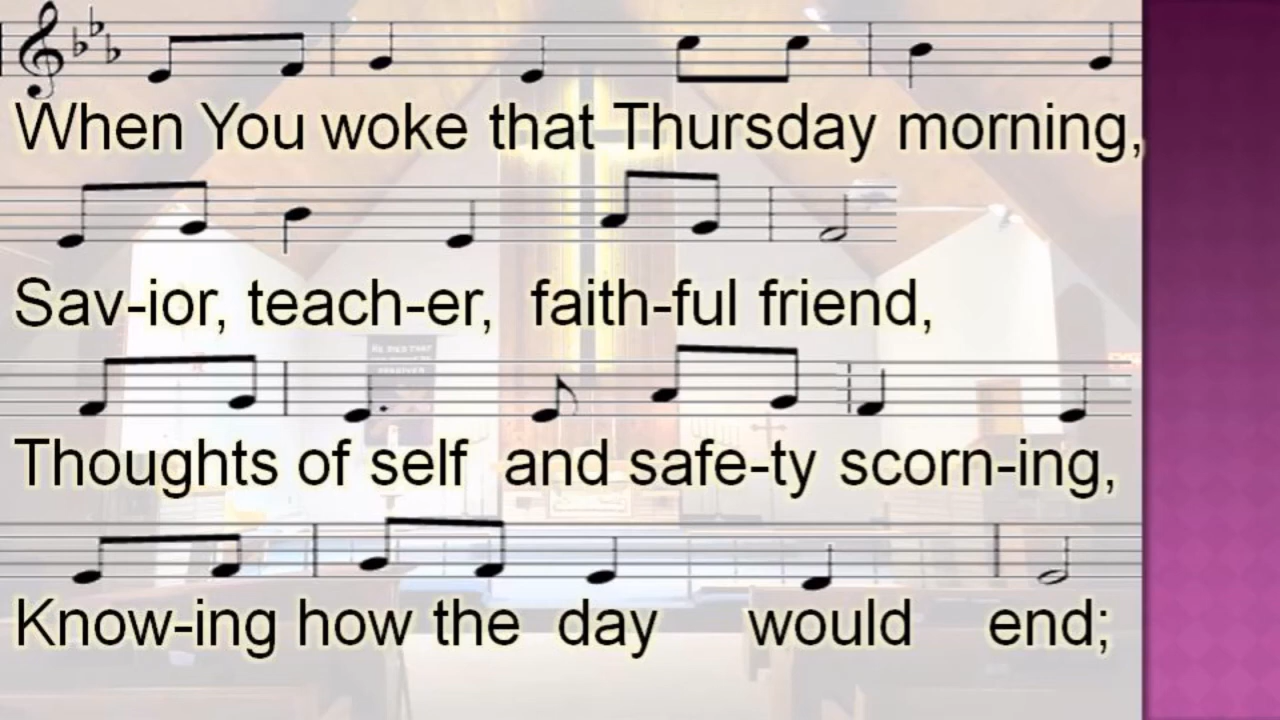 When You woke that Thursday morning,
Sav-ior, teach-er, faith-ful friend,
Thoughts of self and safe-ty scorn-ing,
Know-ing how the day would end;